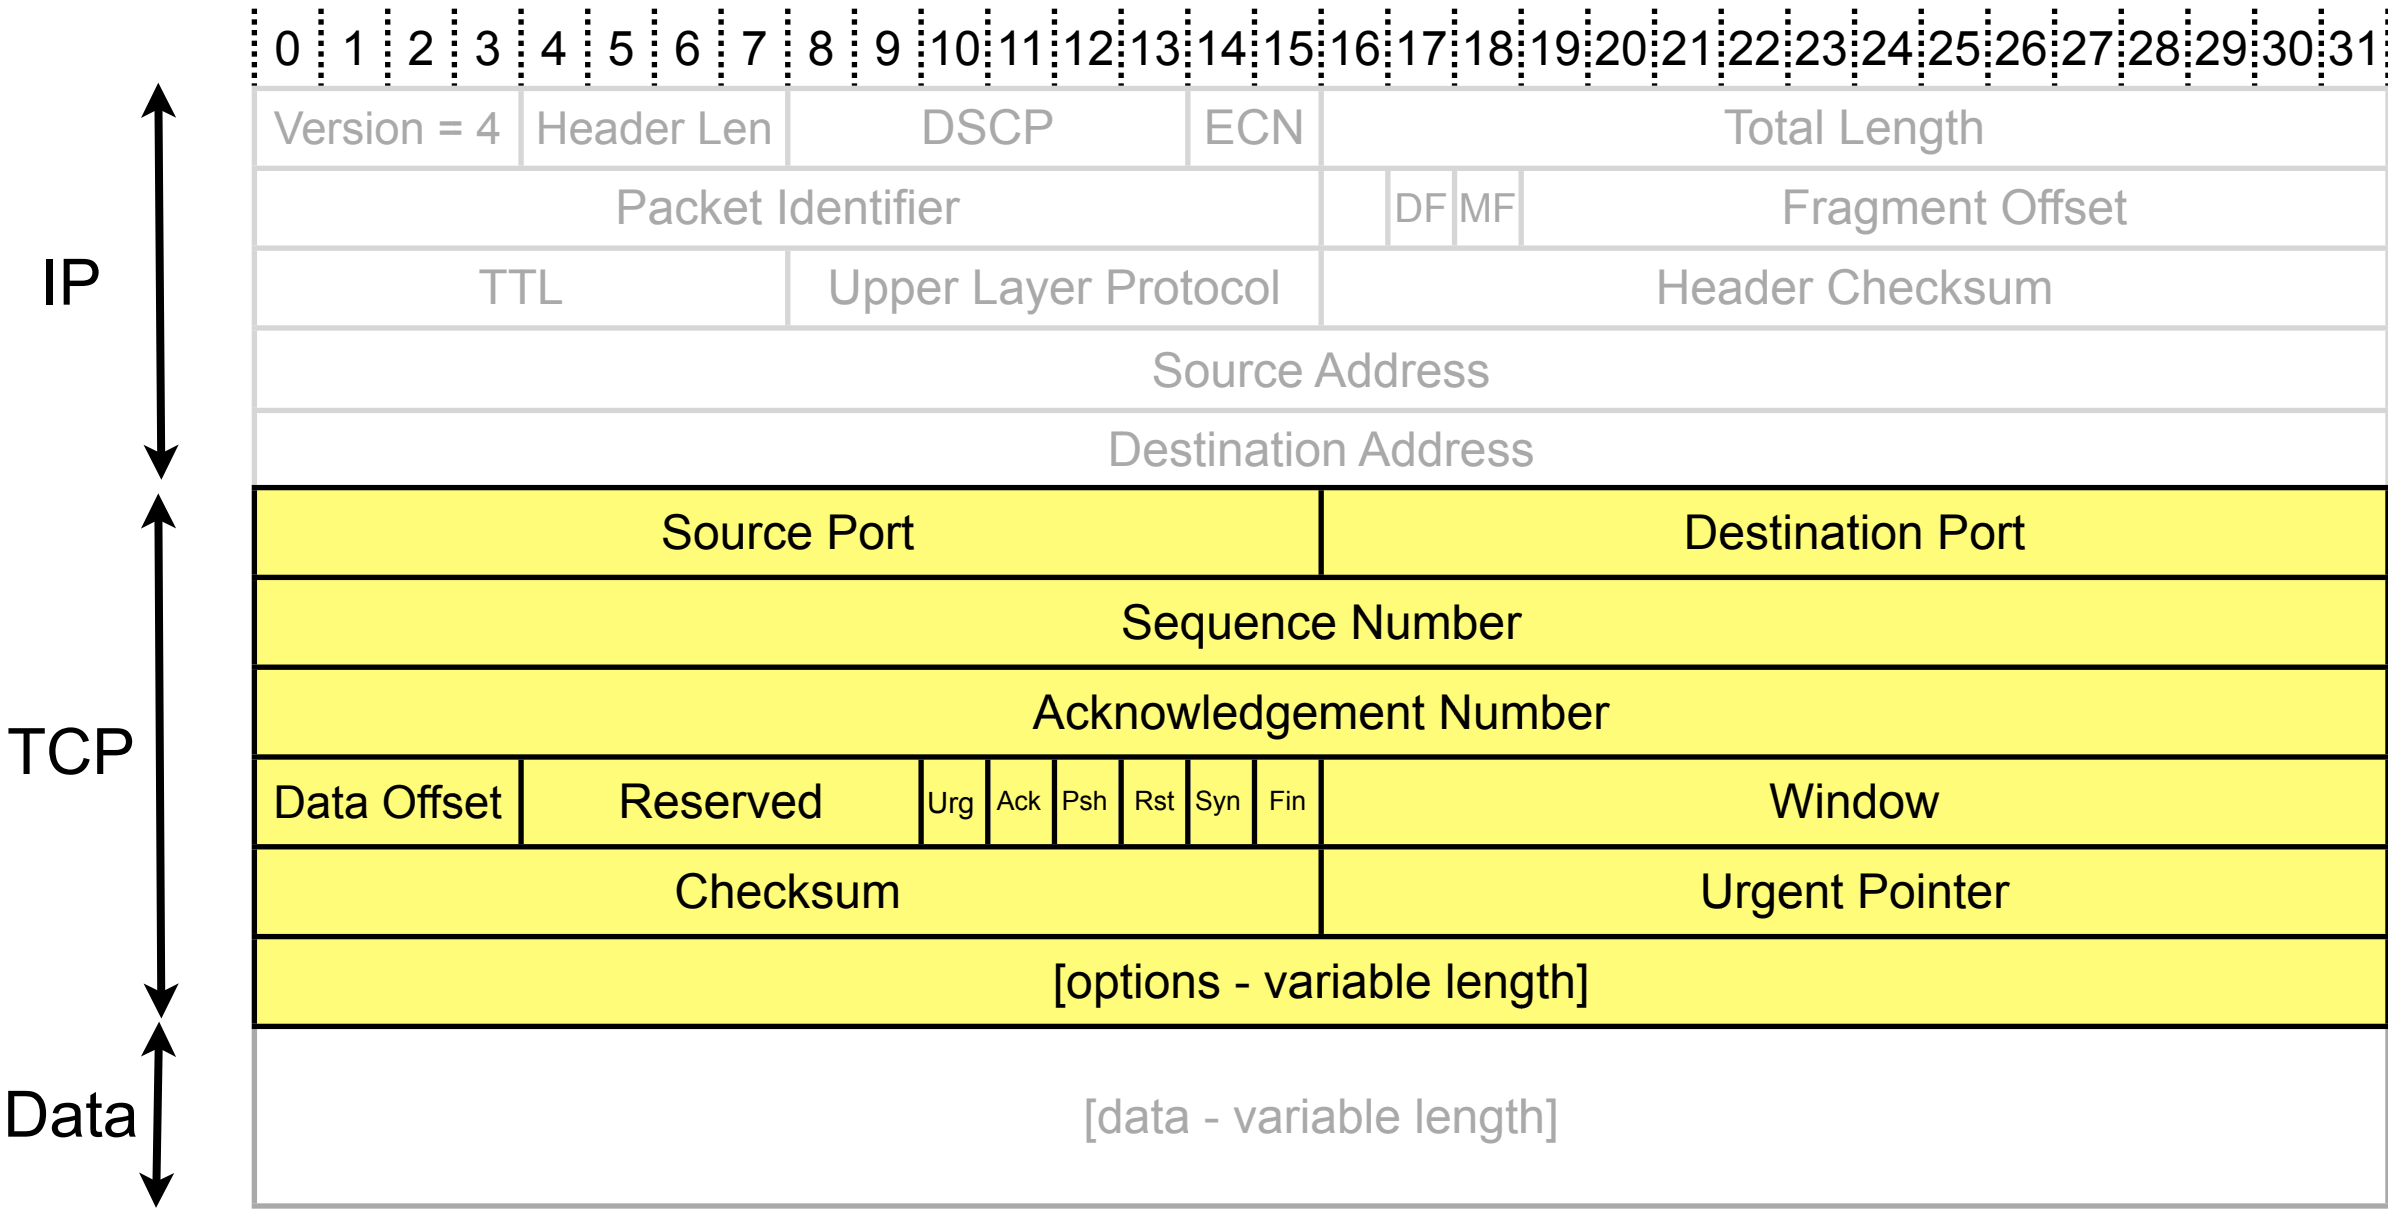 0 1 2 3 4 5 6 7 8 9 10 11 12 13 14 15 16 17 18 19 20 21 22 23 24 25 26 27 28 29 30 31
Version = 4 Header Len DSCP ECN Total Length
Packet Identifier DF MF Fragment Offset
IP
TTL Upper Layer Protocol Header Checksum
Source Address
Destination Address
Source Port Destination Port
Sequence Number
Acknowledgement Number
TCP
Data Offset Reserved Urg Ack Psh Rst Syn Fin Window
Checksum Urgent Pointer
[options - variable length]
Data
[data - variable length]